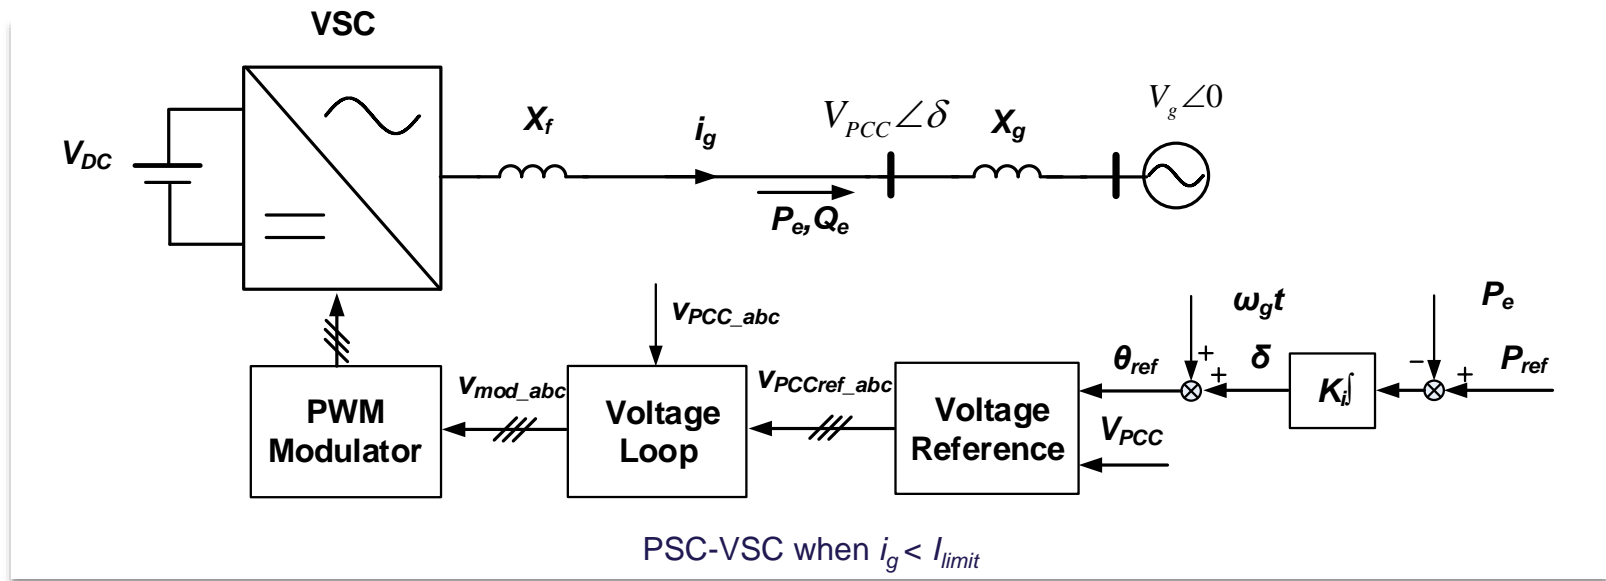 VSC
V_DC
X_f
i_g
V_PCC∠δ
X_g
V_g∠0
P_e, Q_e
v_PCC_abc
ω_g t
P_e
v_mod_abc
v_PCCref_abc
θ_ref
+
+
δ
−
+
P_ref
K_i∫
PWM
Modulator
Voltage
Loop
Voltage
Reference
V_PCC
PSC-VSC when i_g < I_limit